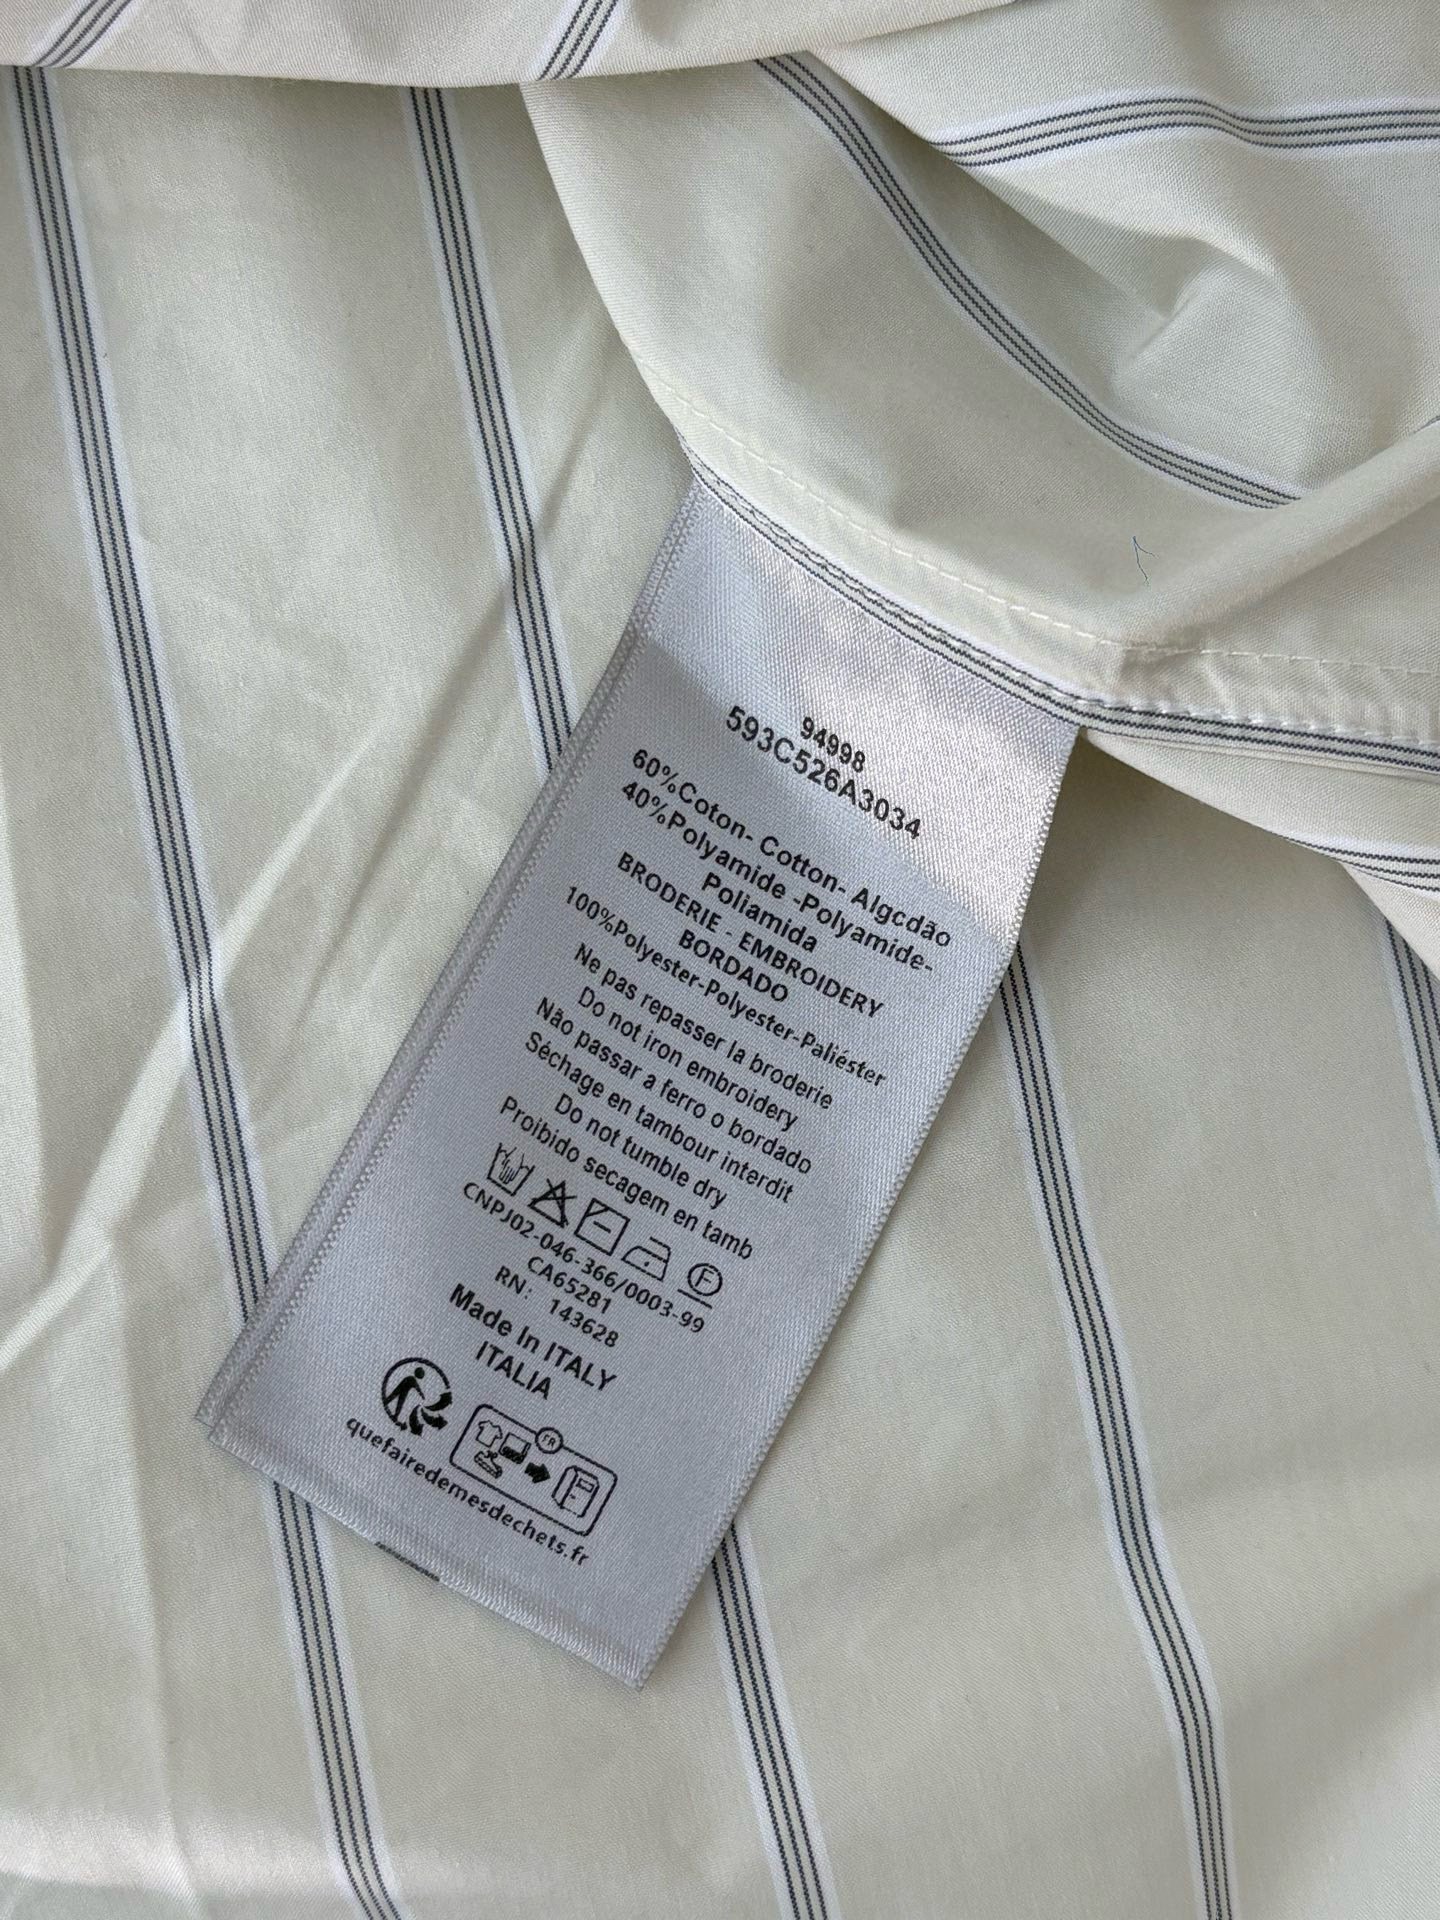 94998
593C526A3034
60%Coton- Cotton- Algcdão
40%Polyamide -Polyamide-
Poliamida
BRODERIE - EMBROIDERY
BORDADO
100%Polyester-Polyester-Paliéster
Ne pas repasser la broderie
Do not iron embroidery
Não passar a ferro o bordado
Séchage en tambour interdit
Do not tumble dry
Proibido secagem en tamb
F
CNPJ02-046-366/0003-99
CA65281
RN: 143628
Made In ITALY
ITALIA
FR
quefairedemesdechets.fr